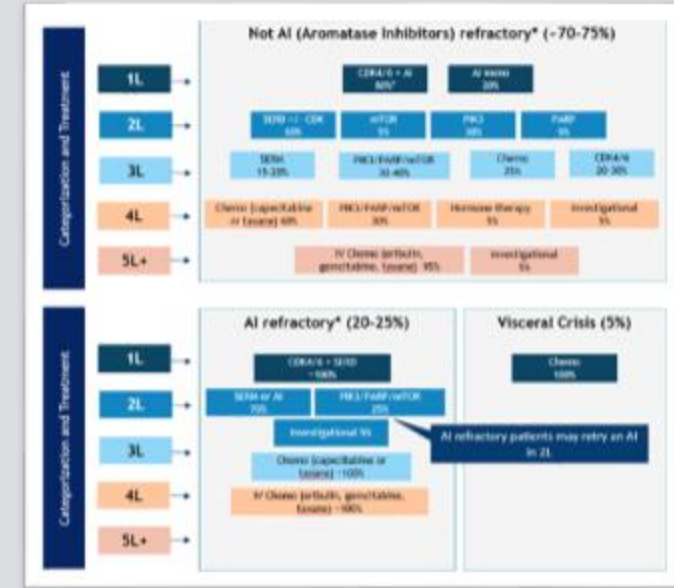 Not AI (Aromatase Inhibitors) refractory* (~70-75%)
Categorization and Treatment
1L
CDK4/6 + AI
80%*
AI mono
20%
2L
SERD +/- CDK
60%
mTOR
5%
PIK3
30%
PARP
5%
3L
SERM
15-20%
PIK3/PARP/mTOR
30-40%
Chemo
25%
CDK4/6
20-30%
4L
Chemo (capecitabine
or taxane) 60%
PIK3/PARP/mTOR
30%
Hormone therapy
5%
Investigational
5%
5L+
IV Chemo (eribulin,
gemcitabine, taxane) 95%
Investigational
5%
AI refractory* (20-25%)
Visceral Crisis (5%)
Categorization and Treatment
1L
CDK4/6 + SERD
~100%
Chemo
100%
2L
SERM or AI
70%
PIK3/PARP/mTOR
25%
Investigational 5%
AI refractory patients may retry an AI
in 2L
3L
Chemo (capecitabine or
taxane) ~100%
4L
IV Chemo (eribulin, gemcitabine,
taxane) ~100%
5L+